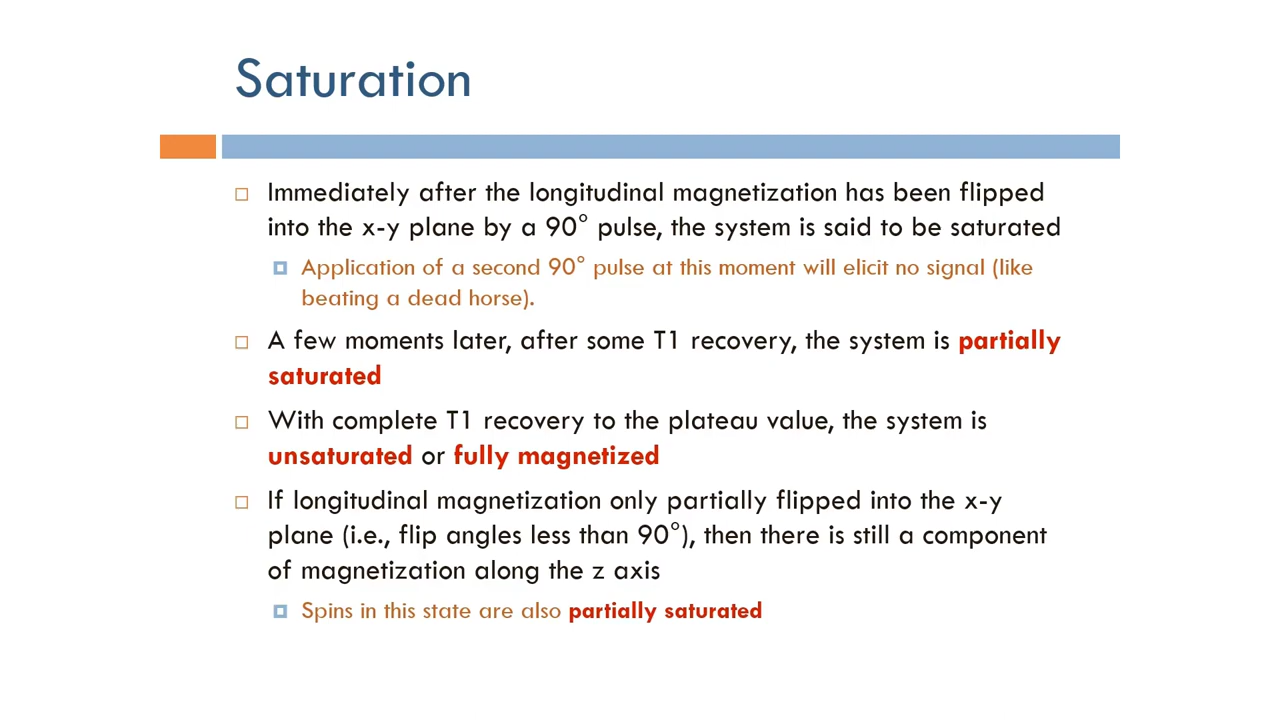 Saturation
Immediately after the longitudinal magnetization has been flipped
into the x-y plane by a 90° pulse, the system is said to be saturated
Application of a second 90° pulse at this moment will elicit no signal (like
beating a dead horse).
A few moments later, after some T1 recovery, the system is partially
saturated
With complete T1 recovery to the plateau value, the system is
unsaturated or fully magnetized
If longitudinal magnetization only partially flipped into the x-y
plane (i.e., flip angles less than 90°), then there is still a component
of magnetization along the z axis
Spins in this state are also partially saturated